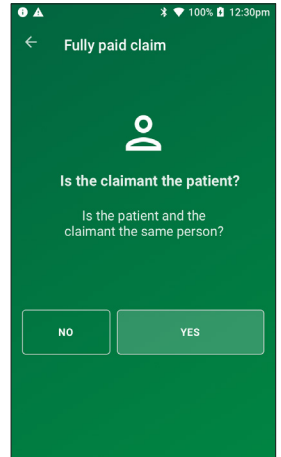 100% 12:30pm
Fully paid claim
Is the claimant the patient?
Is the patient and the
claimant the same person?
NO YES